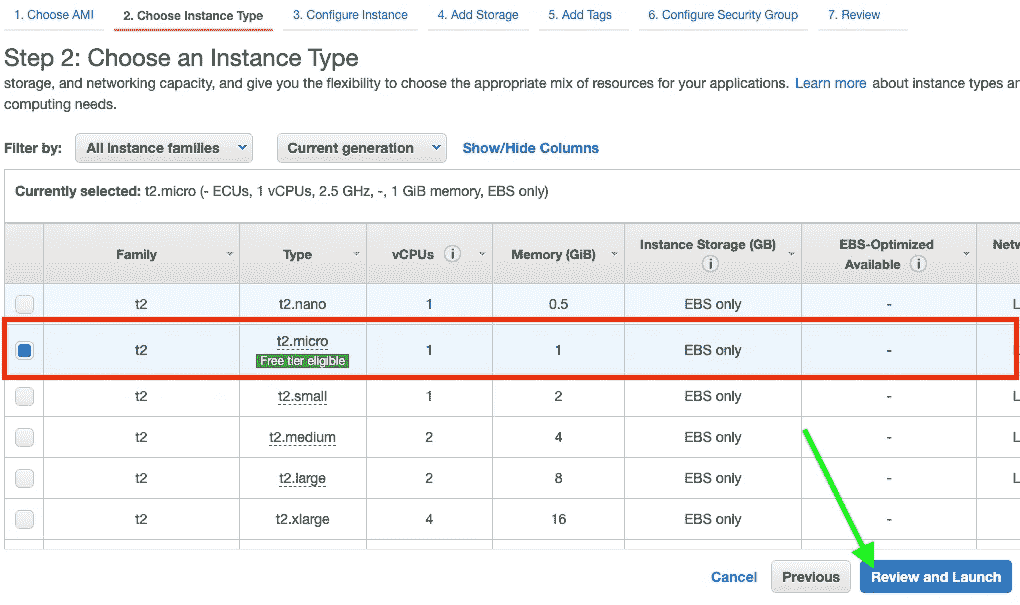 1. Choose AMI 2. Choose Instance Type 3. Configure Instance 4. Add Storage 5. Add Tags 6. Configure Security Group 7. Review
Step 2: Choose an Instance Type
storage, and networking capacity, and give you the flexibility to choose the appropriate mix of resources for your applications. Learn more about instance types
computing needs.
Filter by: All instance families Current generation Show/Hide Columns
Currently selected: t2.micro (- ECUs, 1 vCPUs, 2.5 GHz, -, 1 GiB memory, EBS only)
Family Type vCPUs i Memory (GiB) Instance Storage (GB) i EBS-Optimized Available i
t2 t2.nano 1 0.5 EBS only -
t2 t2.micro 1 1 EBS only -
Free tier eligible
t2 t2.small 1 2 EBS only -
t2 t2.medium 2 4 EBS only -
t2 t2.large 2 8 EBS only -
t2 t2.xlarge 4 16 EBS only -
Cancel Previous Review and Launch